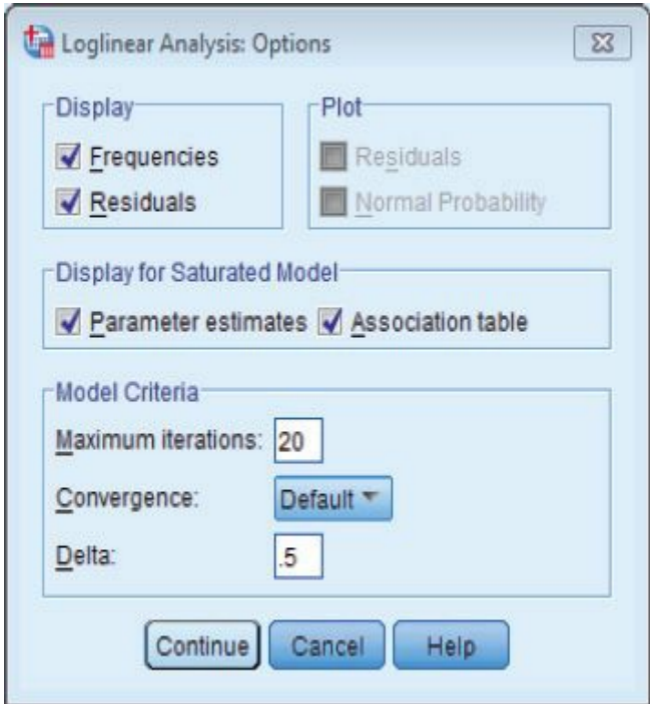 Loglinear Analysis: Options
Display
Frequencies
Residuals
Plot
Residuals
Normal Probability
Display for Saturated Model
Parameter estimates Association table
Model Criteria
Maximum iterations: 20
Convergence: Default
Delta: .5
Continue Cancel Help